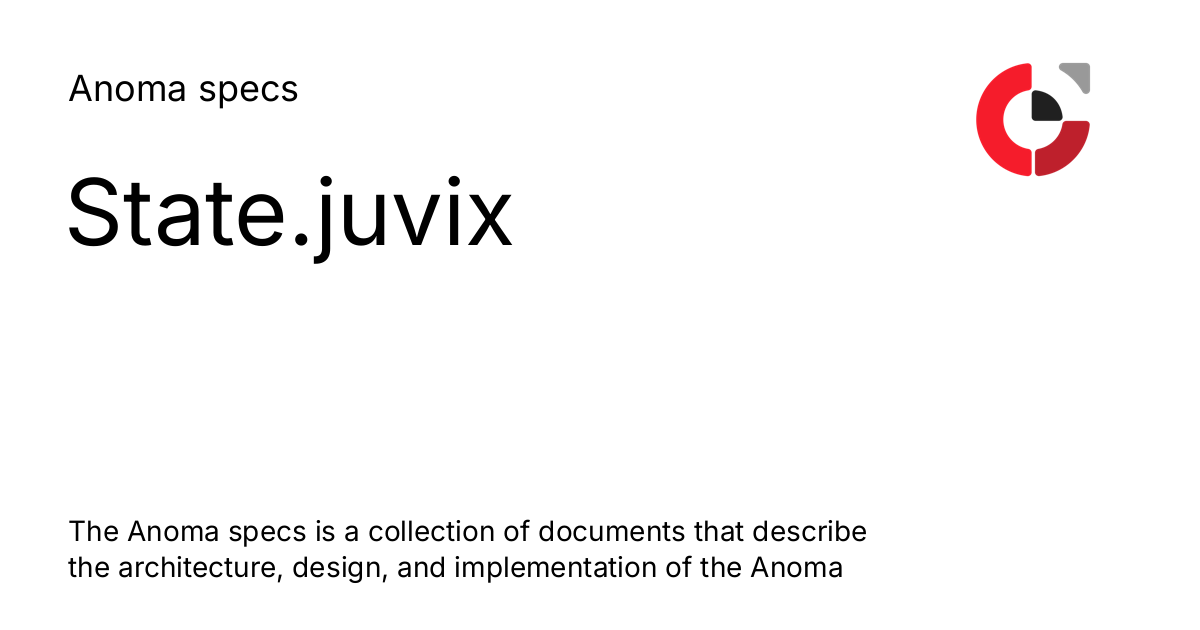 Anoma specs
State.juvix
The Anoma specs is a collection of documents that describe
the architecture, design, and implementation of the Anoma